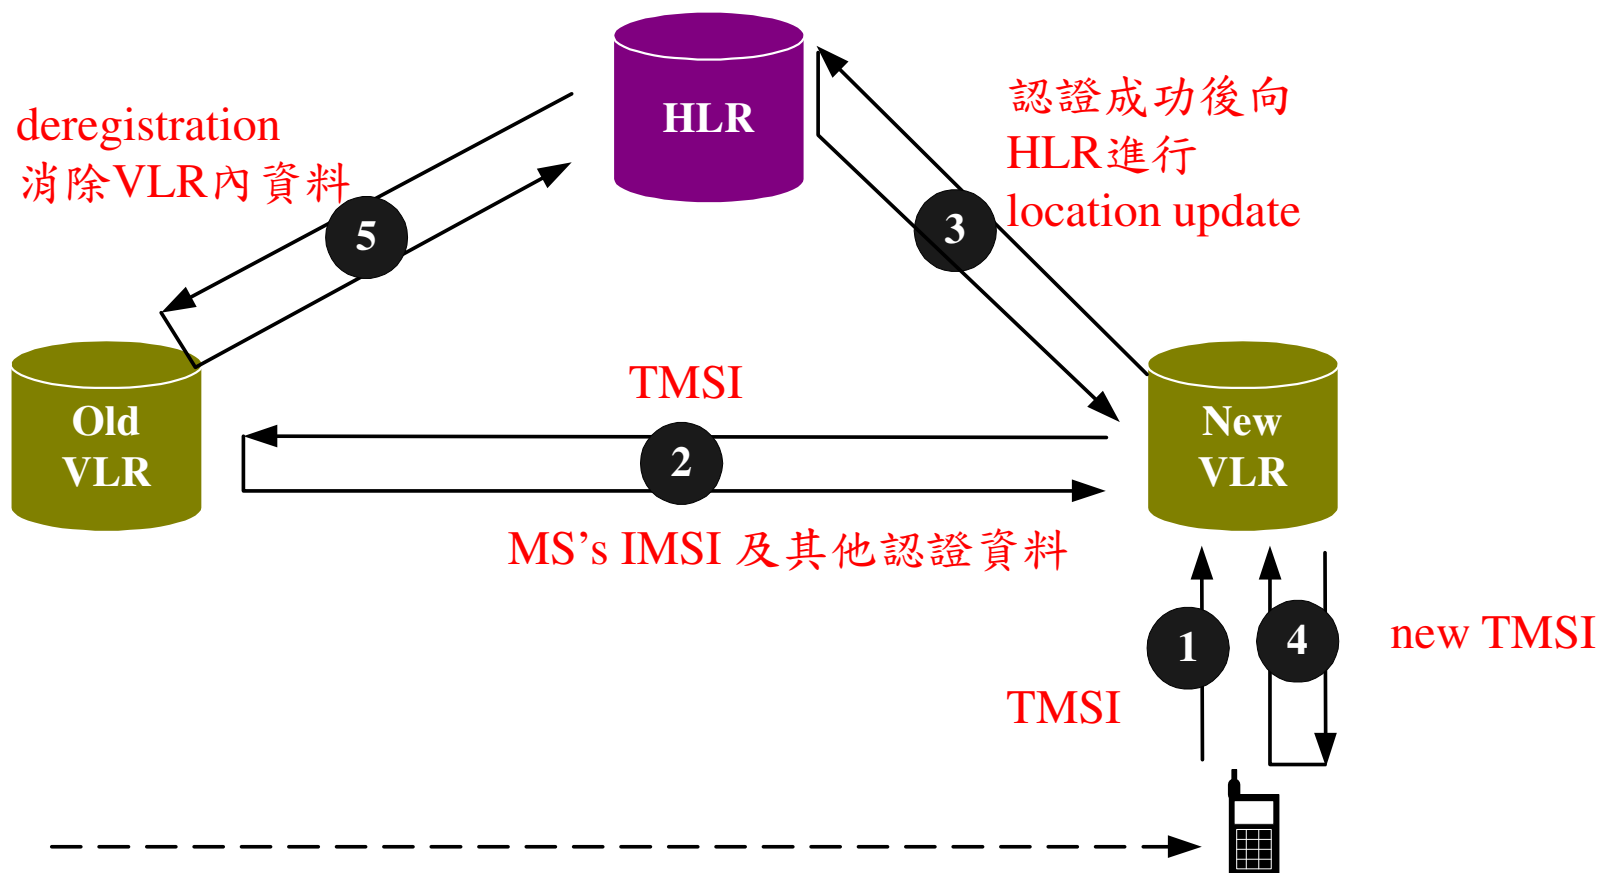 HLR
認證成功後向
HLR進行
location update
deregistration
消除VLR內資料
5
3
TMSI
Old
VLR
2
New
VLR
MS’s IMSI 及其他認證資料
1
4
new TMSI
TMSI